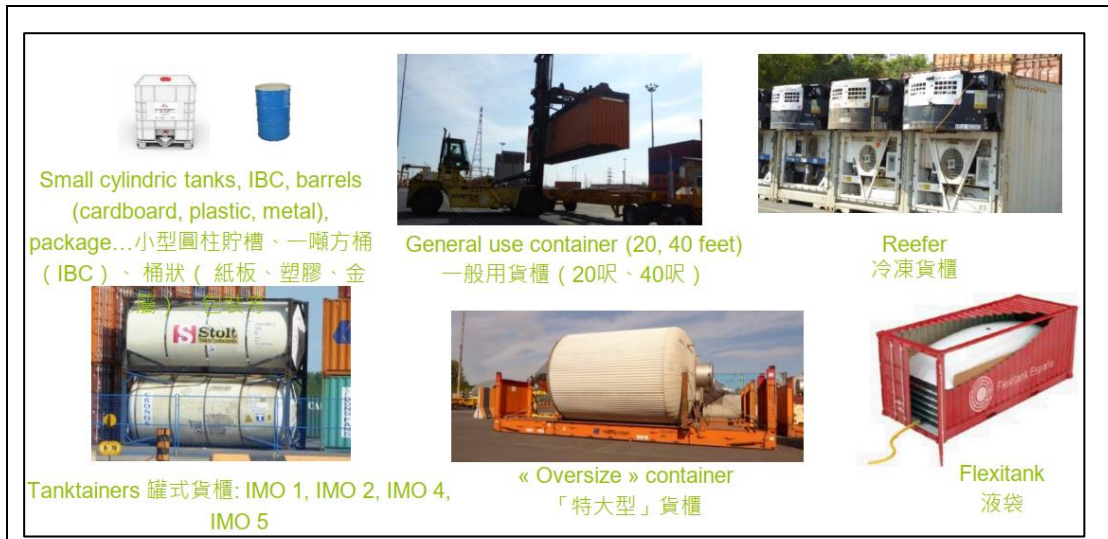 Small cylindric tanks, IBC, barrels
(cardboard, plastic, metal),
package…小型圓柱貯槽、一噸方桶
（IBC）、 桶狀（ 紙板、塑膠、金
General use container (20, 40 feet)
一般用貨櫃（20呎、40呎）
Reefer
冷凍貨櫃
Stolt
CRONOS
Tanktainers 罐式貨櫃: IMO 1, IMO 2, IMO 4,
IMO 5
« Oversize » container
「特大型」貨櫃
Flexitank España
Flexitank
液袋